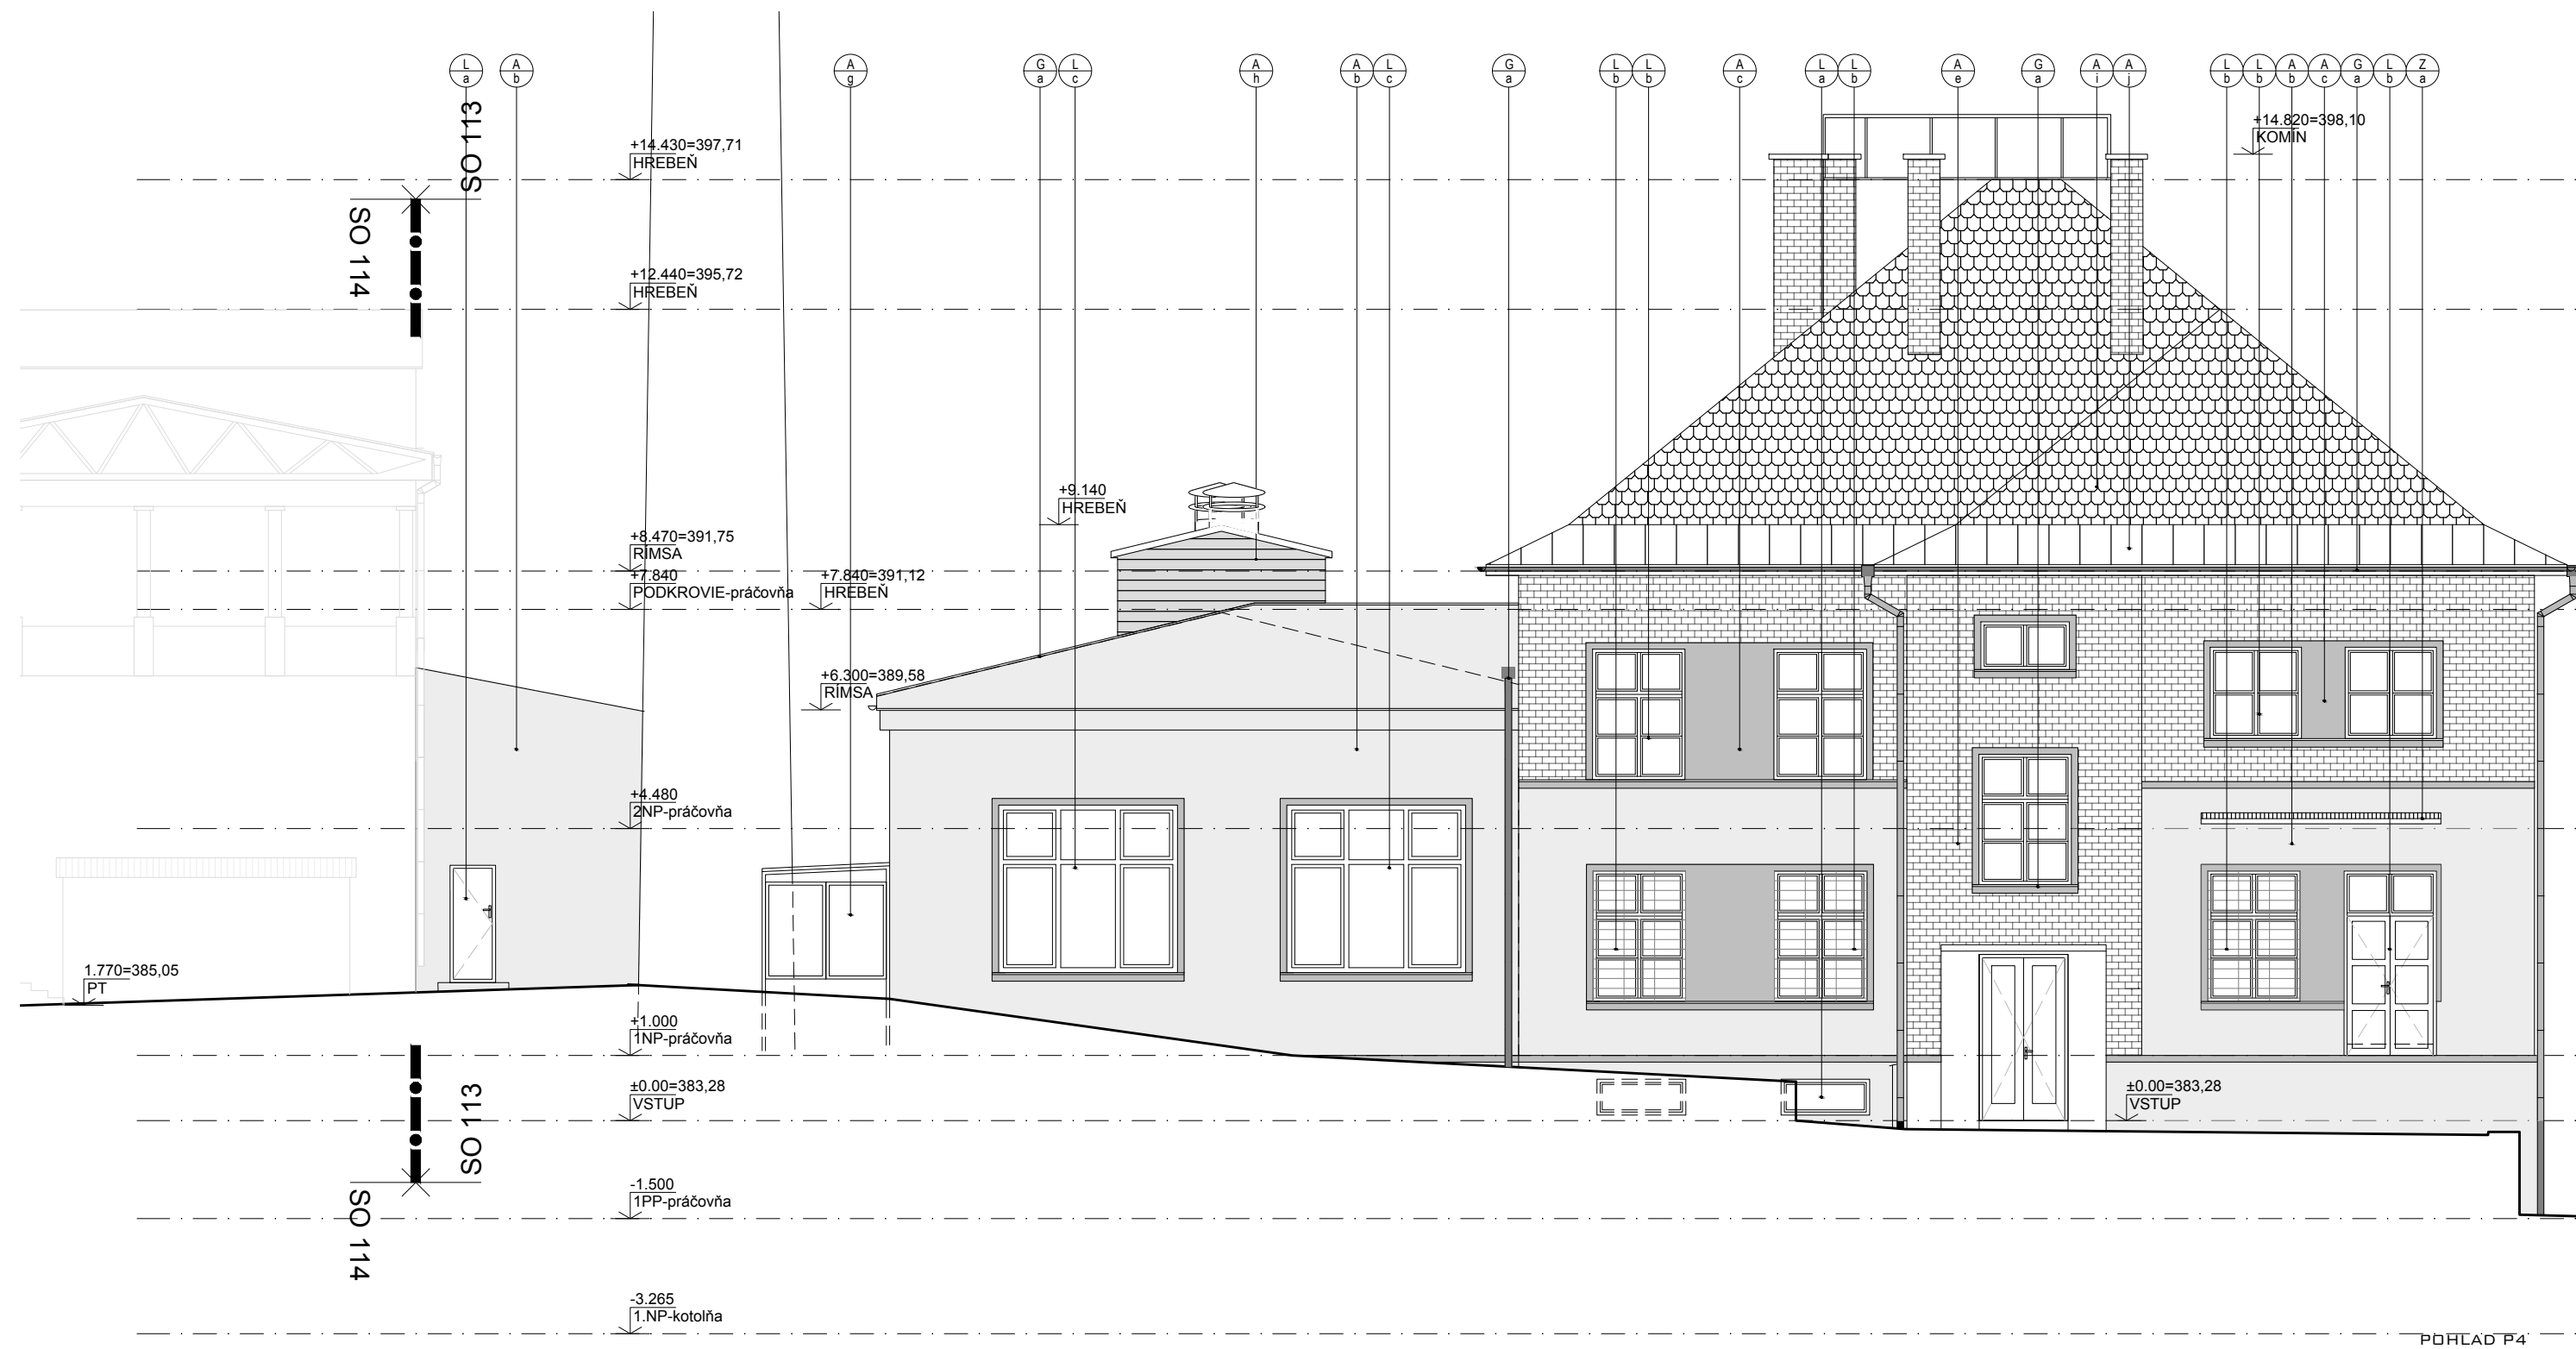 L a
A b
A g
G a
L c
A h
A b
L c
G a
L b
L b
A c
L a
L b
A e
G a
A i
A j
L b
L b
A b
A c
G a
L b
Z a
SO 113
SO 114
+14.430=397,71
HREBEŇ
+14.820=398,10
KOMÍN
+12.440=395,72
HREBEŇ
+9.140
HREBEŇ
+8.470=391,75
RÍMSA
+7.840
PODKROVIE-práčovňa
+7.840=391,12
HREBEŇ
+6.300=389,58
RÍMSA
+4.480
2NP-práčovňa
1.770=385,05
PT
+1.000
1NP-práčovňa
±0.00=383,28
VSTUP
±0.00=383,28
VSTUP
SO 113
SO 114
-1.500
1PP-práčovňa
-3.265
1.NP-kotolňa
POHLAD P4